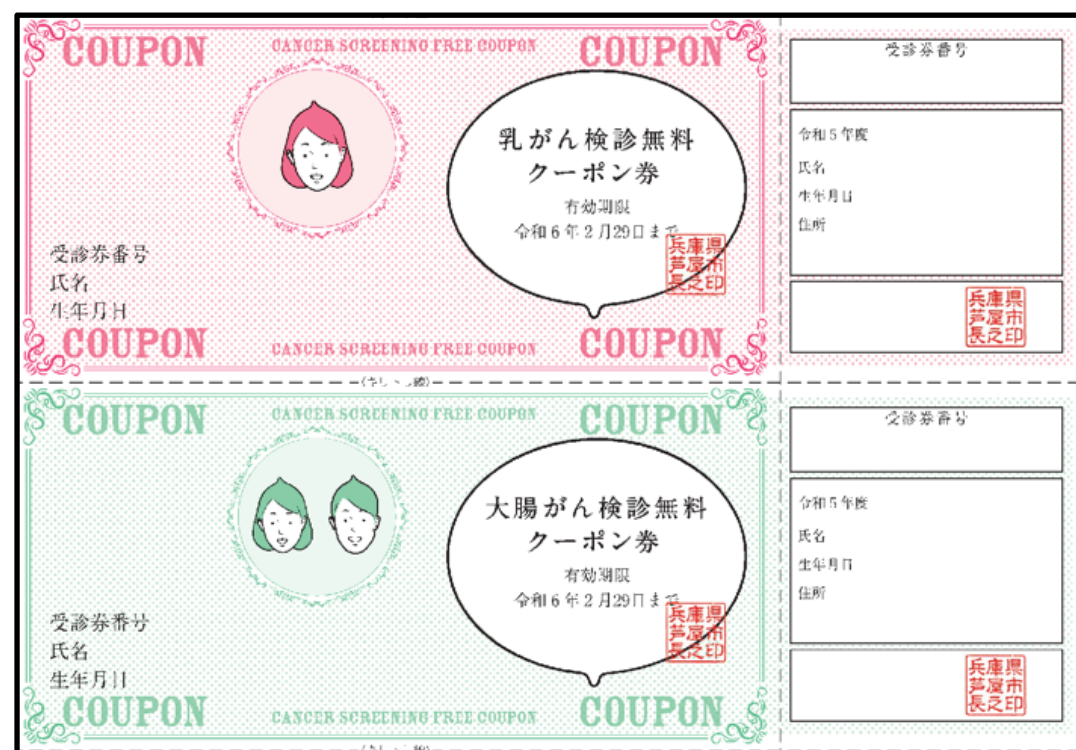 COUPON CANCER SCREENING FREE COUPON COUPON
乳がん検診無料
クーポン券
有効期限
令和6年2月29日まで
兵庫県
芦屋市
長之印
受診券番号
氏名
生年月日
COUPON CANCER SCREENING FREE COUPON COUPON
受診券番号
令和5年度
氏名
生年月日
住所
兵庫県
芦屋市
長之印
COUPON CANCER SCREENING FREE COUPON COUPON
大腸がん検診無料
クーポン券
有効期限
令和6年2月29日まで
兵庫県
芦屋市
長之印
受診券番号
氏名
生年月日
COUPON CANCER SCREENING FREE COUPON COUPON
受診券番号
令和5年度
氏名
生年月日
住所
兵庫県
芦屋市
長之印